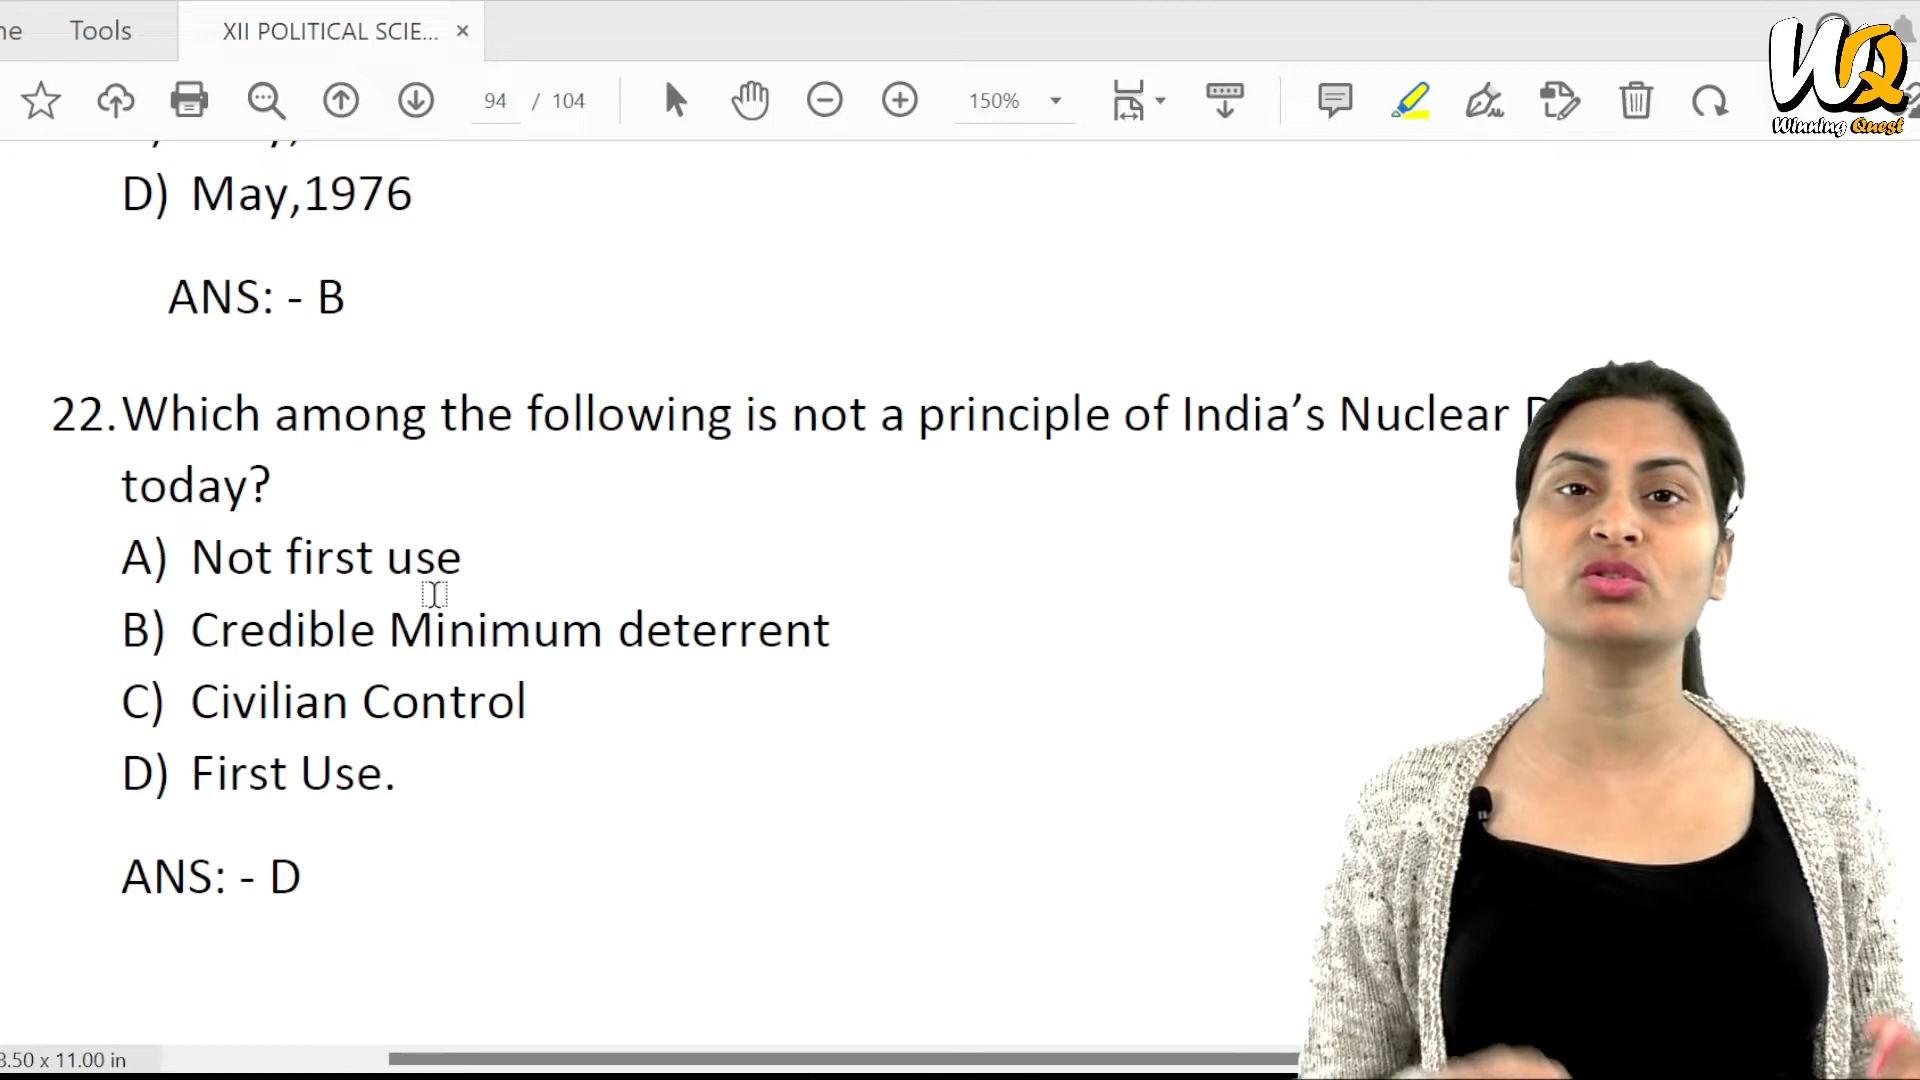 Tools
XII POLITICAL SCIE... ×
94 / 104
150%
WQ
Winning Quest
D) May,1976
ANS: - B
22. Which among the following is not a principle of India’s Nuclear
today?
A) Not first use
B) Credible Minimum deterrent
C) Civilian Control
D) First Use.
ANS: - D
8.50 x 11.00 in